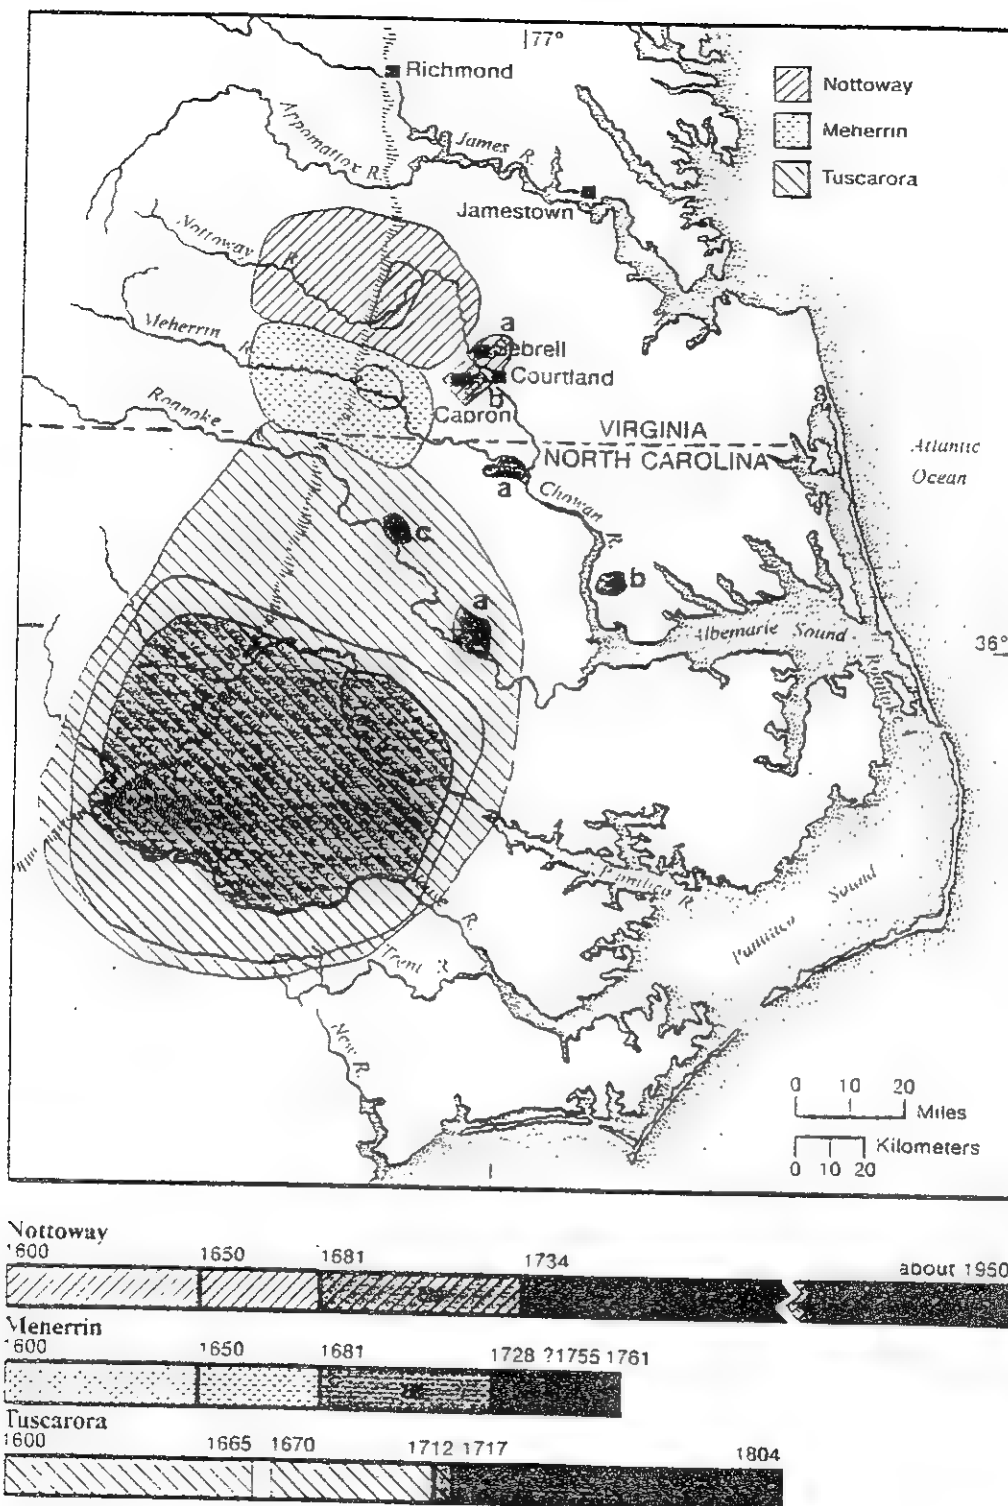 77°
Richmond
Nottoway
Meherrin
Tuscarora
Appomattox R.
James R.
Jamestown
Nottoway R.
Meherrin R.
a
Sebrell
Courtland
b
Capron
Roanoke
VIRGINIA
NORTH CAROLINA
Atlantic
Ocean
a
Chowan R.
c
b
a
Albemarle Sound
36°
Pamlico R.
Pamlico Sound
R.
Trent R.
New R.
0 10 20
Miles
Kilometers
0 10 20
Nottoway
1600 1650 1681 1734 about 1950
Meherrin
1600 1650 1681 1728 ?1755 1761
Tuscarora
1600 1665 1670 1712 1717 1804